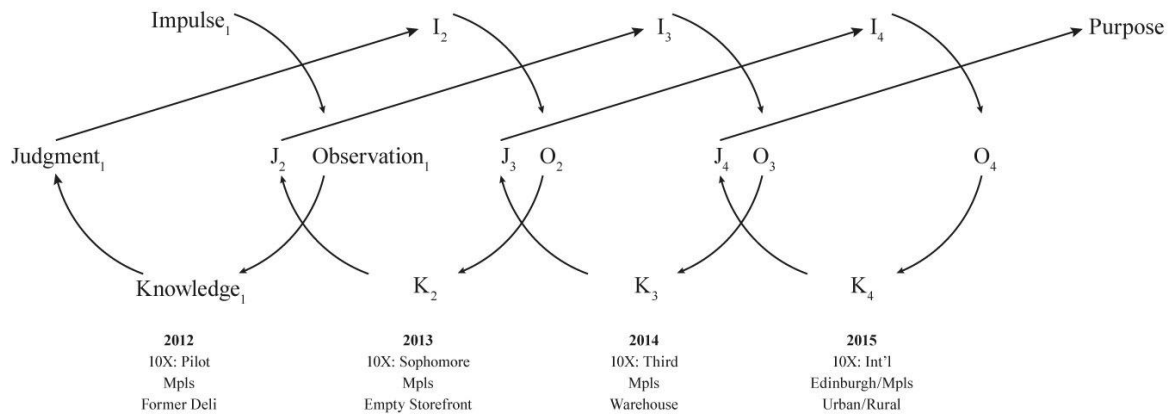 Impulse₁ I₂ I₃ I₄ Purpose
Judgment₁ J₂ Observation₁ J₃ O₂ J₄ O₃ O₄
Knowledge₁ K₂ K₃ K₄
2012 2013 2014 2015
10X: Pilot 10X: Sophomore 10X: Third 10X: Int'l
Mpls Mpls Mpls Edinburgh/Mpls
Former Deli Empty Storefront Warehouse Urban/Rural